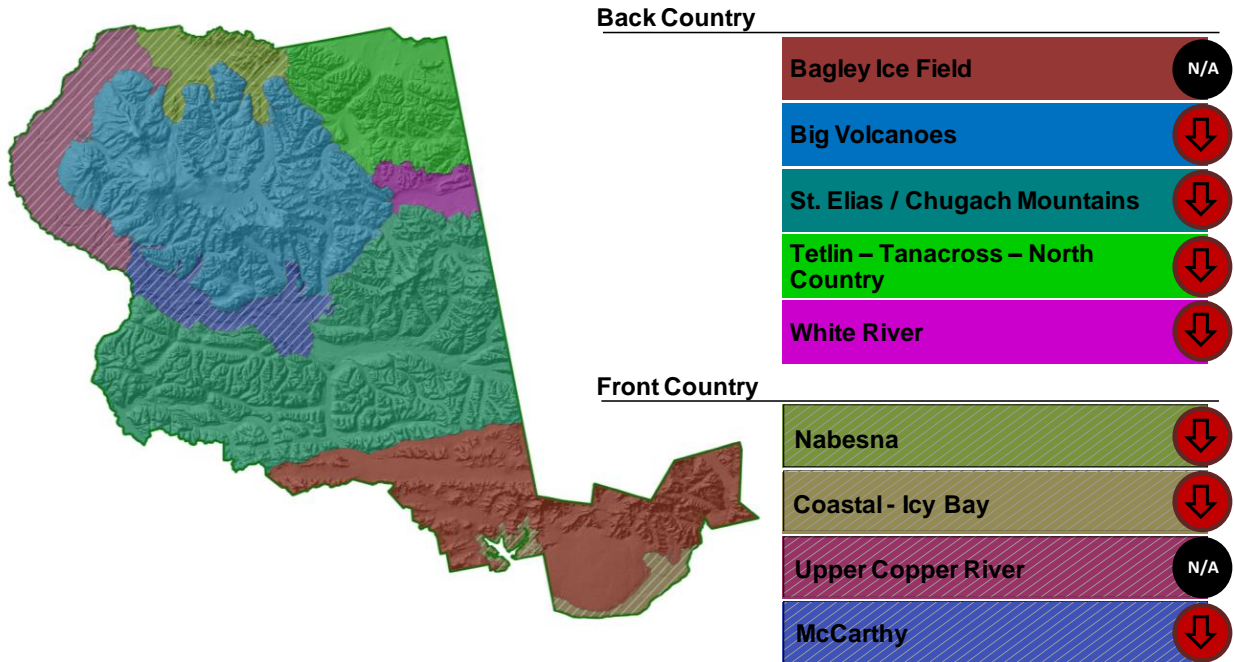 Back Country
Bagley Ice Field
N/A
Big Volcanoes
St. Elias / Chugach Mountains
Tetlin – Tanacross – North
Country
White River
Front Country
Nabesna
Coastal - Icy Bay
Upper Copper River
N/A
McCarthy